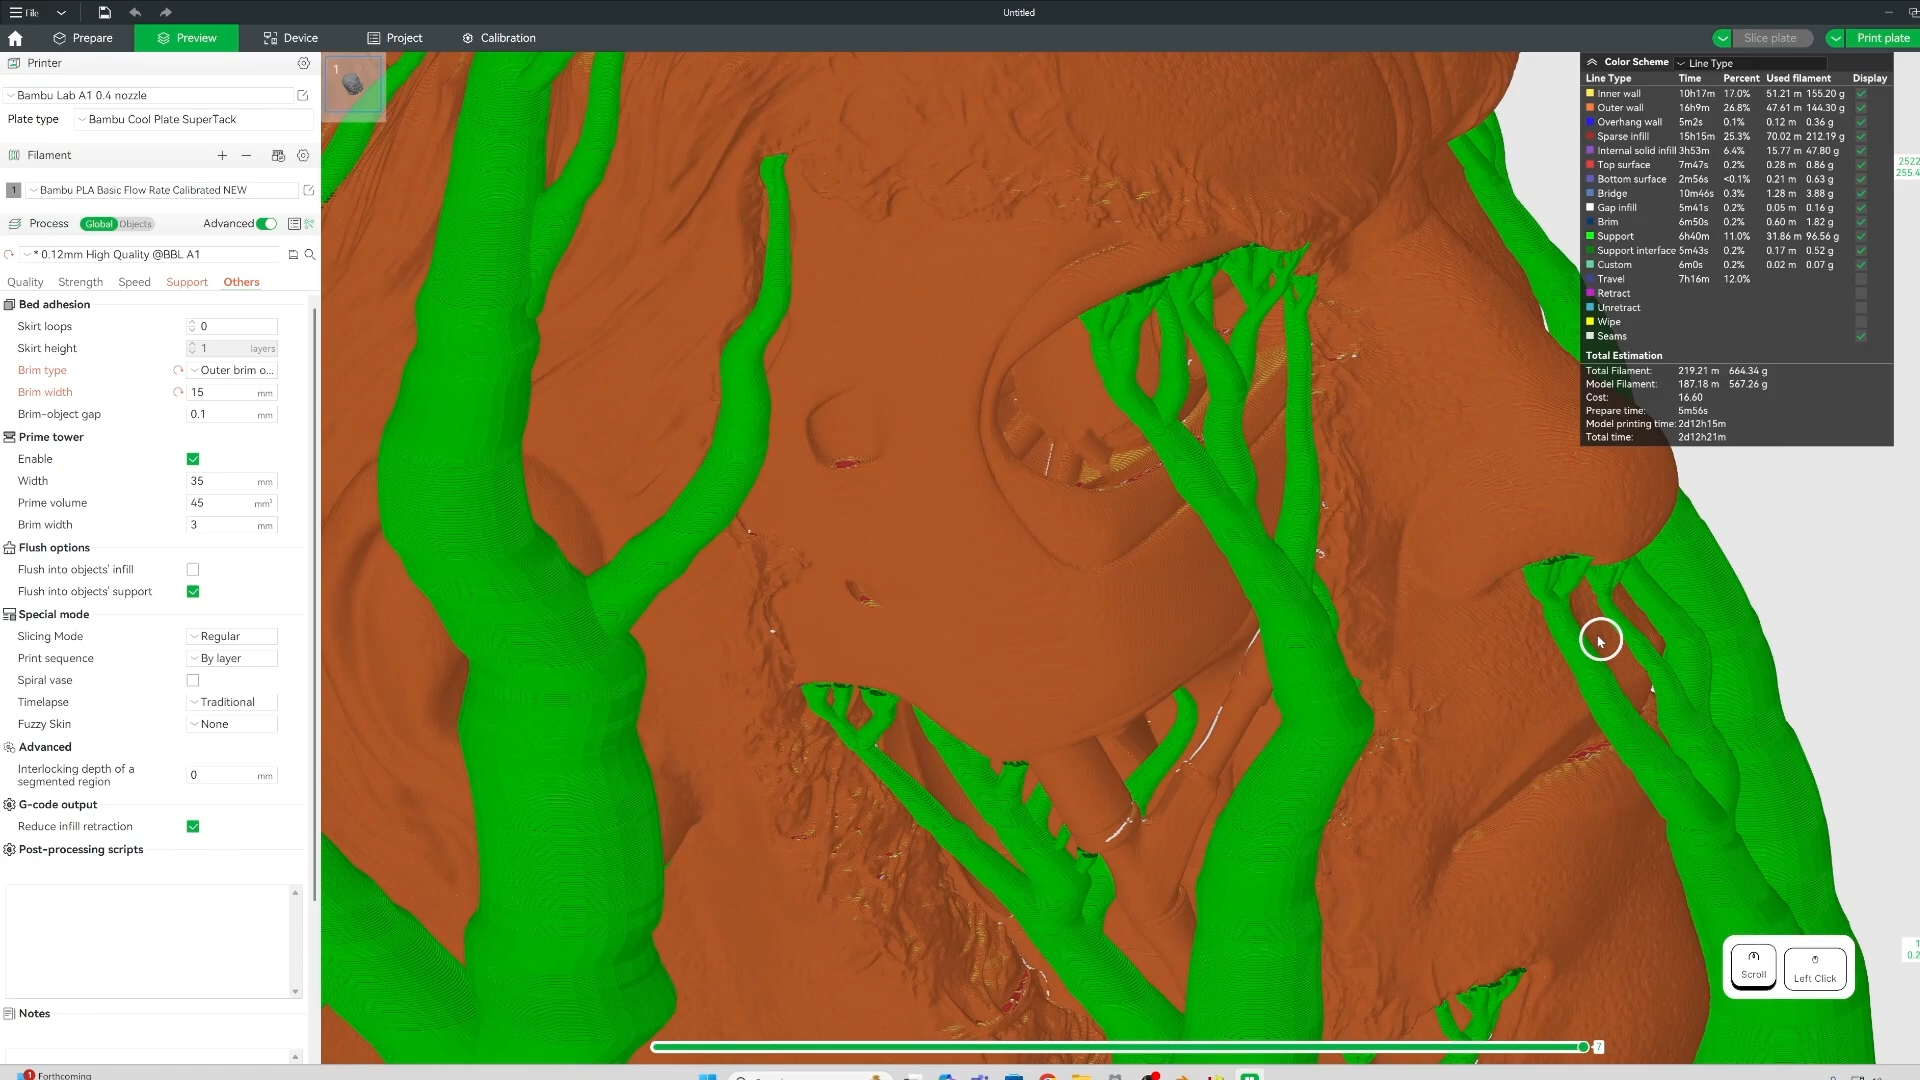 File
Untitled
Prepare
Preview
Device
Project
Calibration
Slice plate
Print plate
Printer
Bambu Lab A1 0.4 nozzle
Plate type
Bambu Cool Plate SuperTack
Filament
1
Bambu PLA Basic Flow Rate Calibrated NEW
Process
Global
Objects
Advanced
* 0.12mm High Quality @BBL A1
Quality
Strength
Speed
Support
Others
Bed adhesion
Skirt loops 0
Skirt height 1 layers
Brim type Outer brim o...
Brim width 15 mm
Brim-object gap 0.1 mm
Prime tower
Enable
Width 35 mm
Prime volume 45 mm³
Brim width 3 mm
Flush options
Flush into objects' infill
Flush into objects' support
Special mode
Slicing Mode Regular
Print sequence By layer
Spiral vase
Timelapse Traditional
Fuzzy Skin None
Advanced
Interlocking depth of a
segmented region 0 mm
G-code output
Reduce infill retraction
Post-processing scripts
Notes
1 Forthcoming
1
Color Scheme Line Type
Line Type Time Percent Used filament Display
Inner wall 10h17m 17.0% 51.21 m 155.20 g
Outer wall 16h9m 26.8% 47.61 m 144.30 g
Overhang wall 5m2s 0.1% 0.12 m 0.36 g
Sparse infill 15h15m 25.3% 70.02 m 212.19 g
Internal solid infill 3h53m 6.4% 15.77 m 47.80 g
Top surface 7m47s 0.2% 0.28 m 0.86 g
Bottom surface 2m56s <0.1% 0.21 m 0.63 g
Bridge 10m46s 0.3% 1.28 m 3.88 g
Gap infill 5m41s 0.2% 0.05 m 0.16 g
Brim 6m50s 0.2% 0.60 m 1.82 g
Support 6h40m 11.0% 31.86 m 96.56 g
Support interface 5m43s 0.2% 0.17 m 0.52 g
Custom 6m0s 0.2% 0.02 m 0.07 g
Travel 7h16m 12.0%
Retract
Unretract
Wipe
Seams
Total Estimation
Total Filament: 219.21 m 664.34 g
Model Filament: 187.18 m 567.26 g
Cost: 16.60
Prepare time: 5m56s
Model printing time: 2d12h15m
Total time: 2d12h21m
2522
255.4
1
0.2
Scroll
Left Click
7